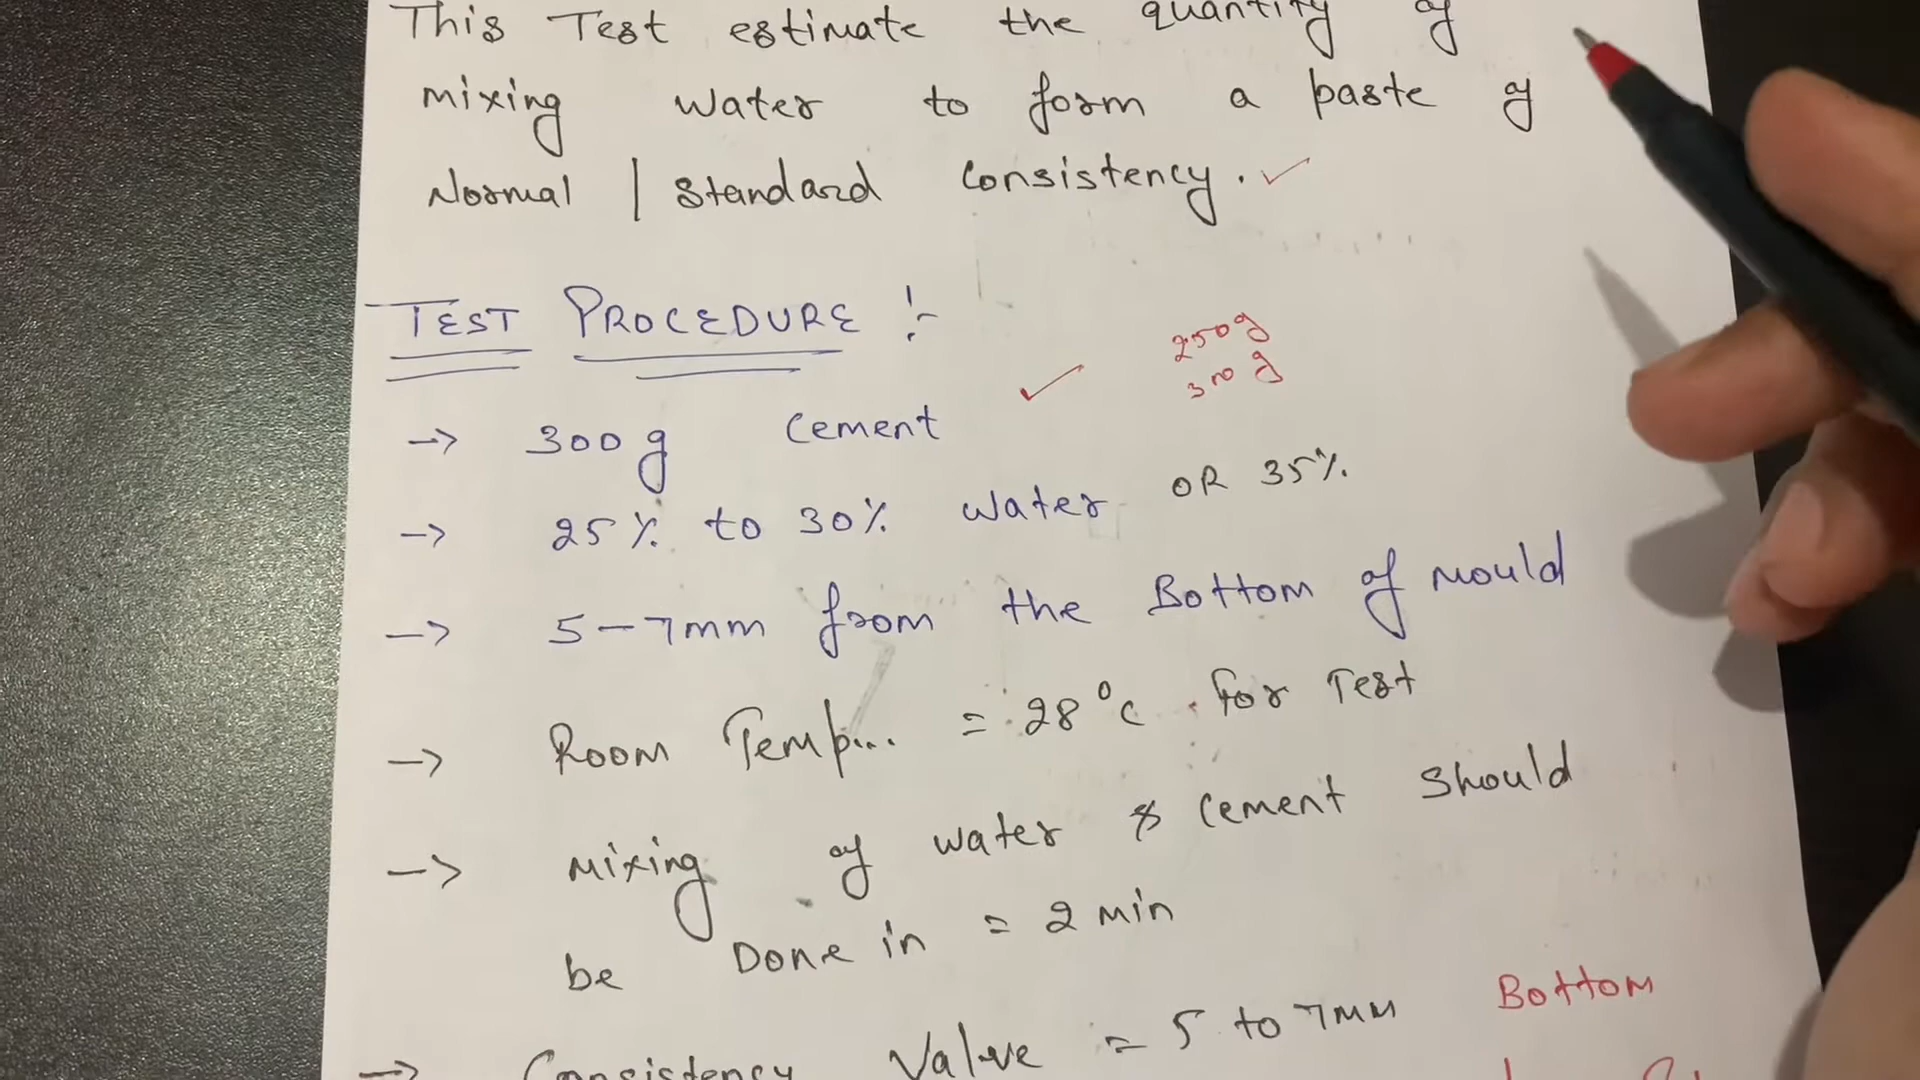 This Test estimate the quantity of
mixing water to form a paste of
Normal | Standard Consistency. ✓
TEST PROCEDURE :-
250g
300 g
→ 300 g Cement ✓
→ 25% to 30% water OR 35%
→ 5-7mm from the Bottom of mould
→ Room Temp... = 28°c for Test
→ mixing of water & cement should
be Done in = 2 min
→ Consistency Value = 5 to 7mm Bottom